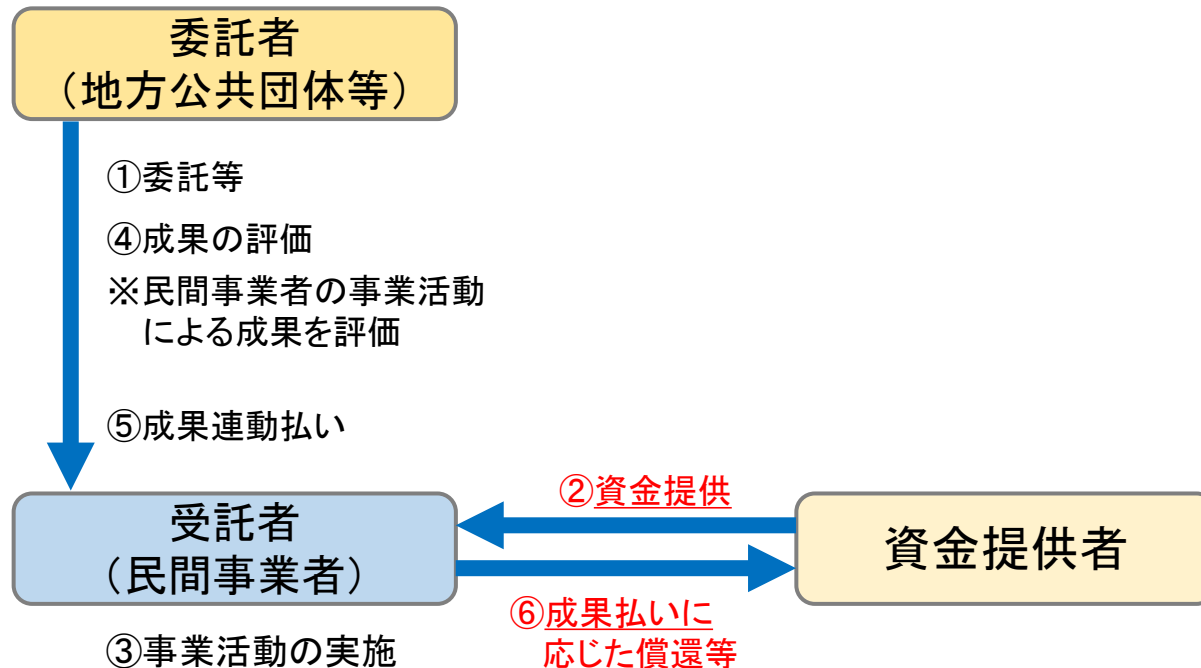 委託者
（地方公共団体等）
①委託等
④成果の評価
※民間事業者の事業活動
による成果を評価
⑤成果連動払い
受託者
（民間事業者）
②資金提供
資金提供者
⑥成果払いに
応じた償還等
③事業活動の実施